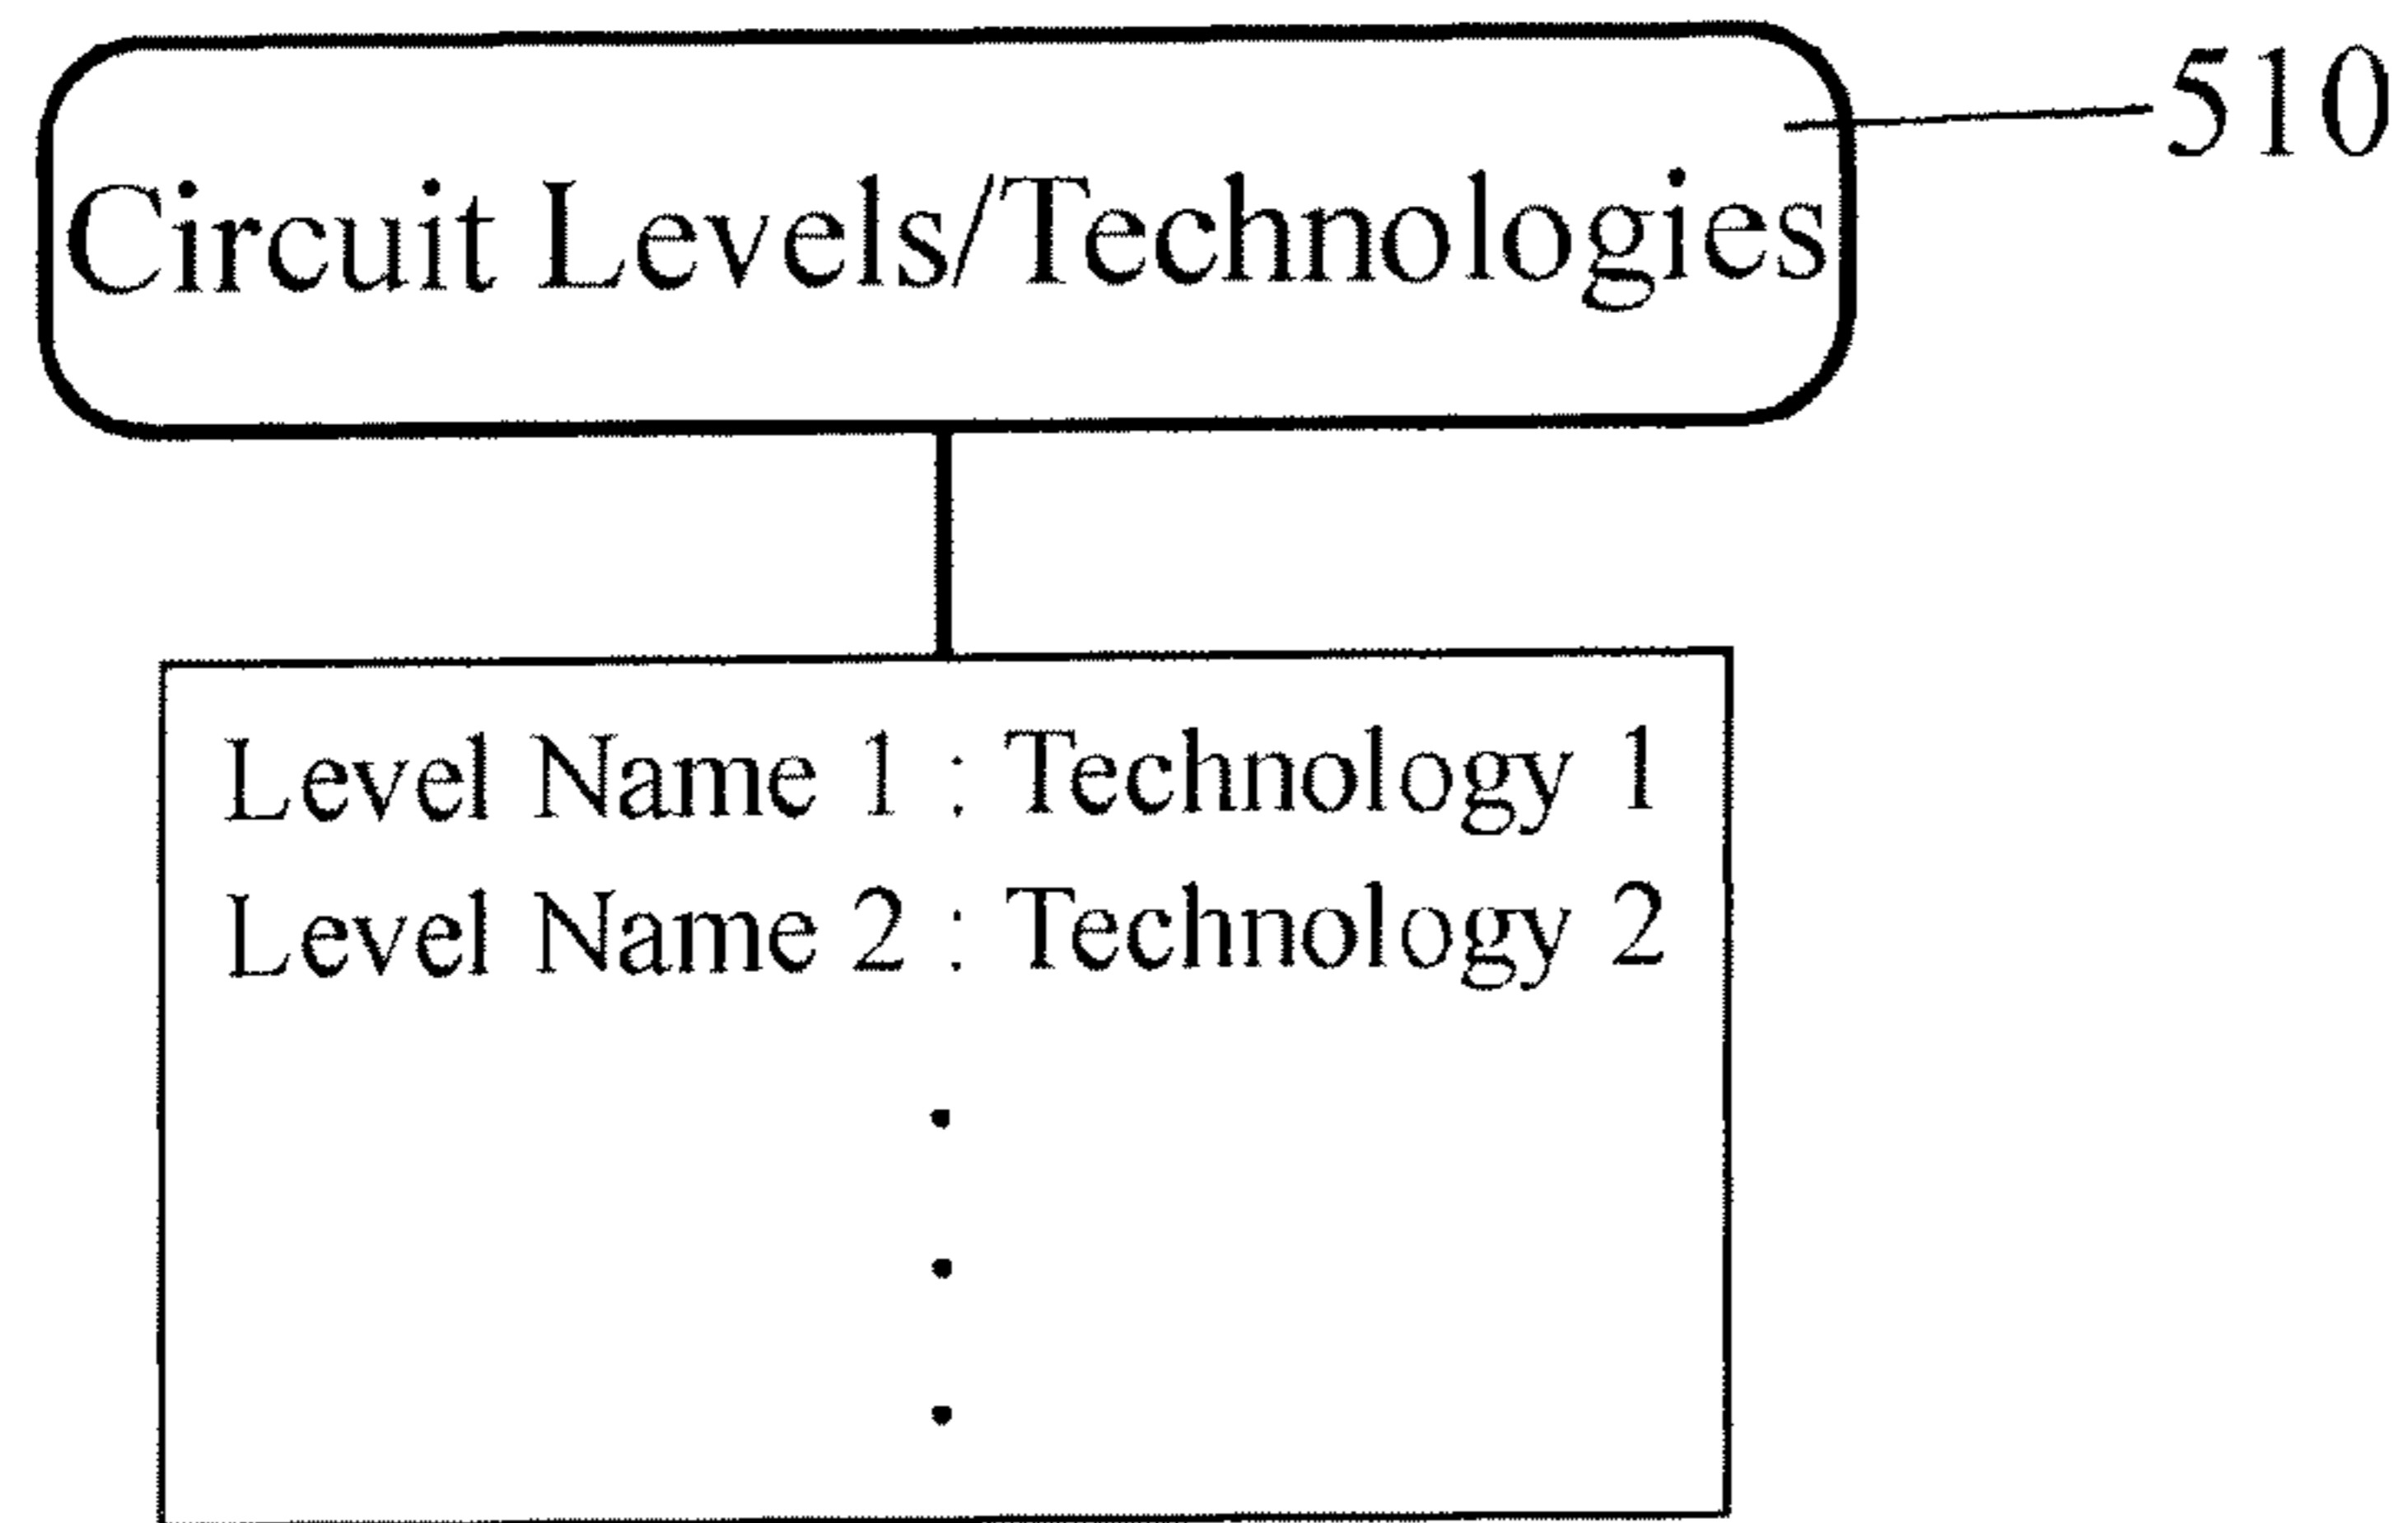 510
Circuit Levels/Technologies
Level Name 1 : Technology 1
Level Name 2 : Technology 2
.
.
.